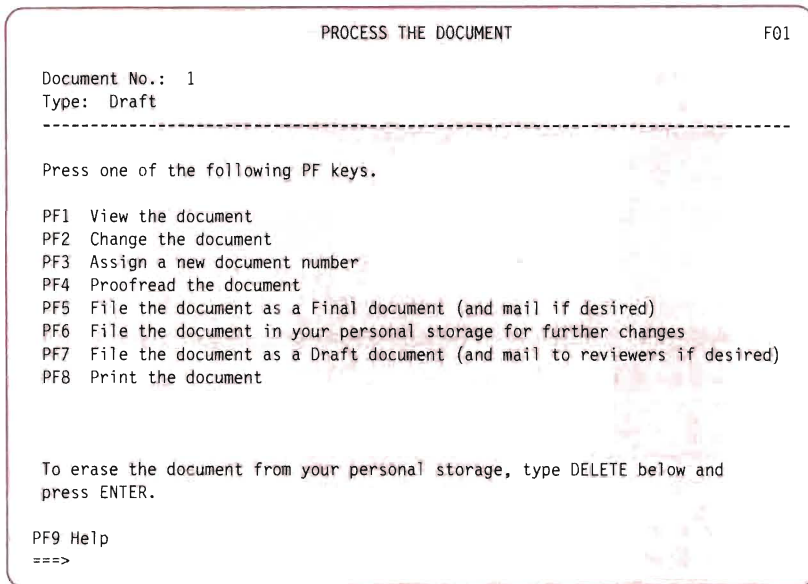 PROCESS THE DOCUMENT F01
Document No.: 1
Type: Draft
--------------------------------------------------------------------------------
Press one of the following PF keys.
PF1 View the document
PF2 Change the document
PF3 Assign a new document number
PF4 Proofread the document
PF5 File the document as a Final document (and mail if desired)
PF6 File the document in your personal storage for further changes
PF7 File the document as a Draft document (and mail to reviewers if desired)
PF8 Print the document
To erase the document from your personal storage, type DELETE below and
press ENTER.
PF9 Help
===>